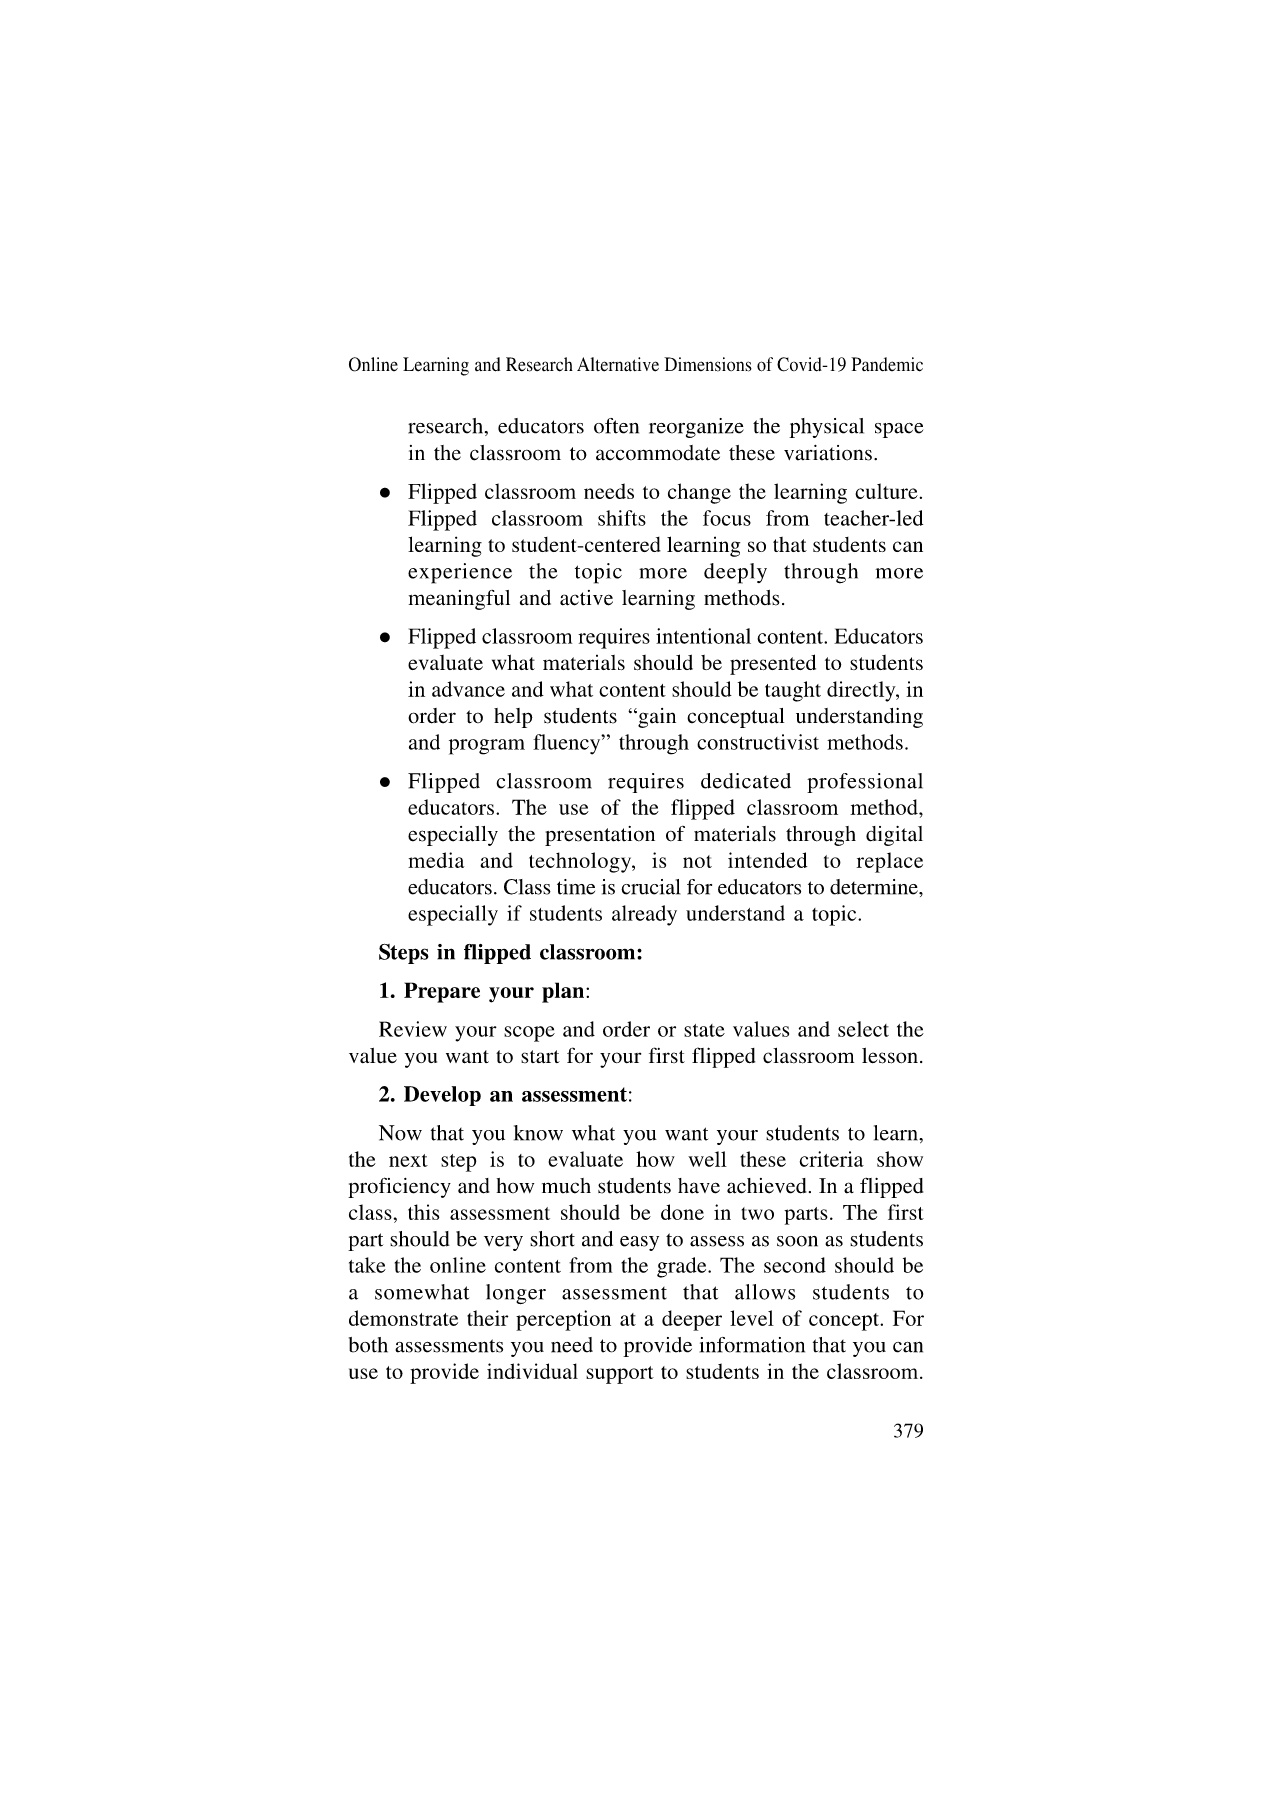 Online Learning and Research Alternative Dimensions of Covid-19 Pandemic
research, educators often reorganize the physical space
in the classroom to accommodate these variations.
● Flipped classroom needs to change the learning culture.
Flipped classroom shifts the focus from teacher-led
learning to student-centered learning so that students can
experience the topic more deeply through more
meaningful and active learning methods.
● Flipped classroom requires intentional content. Educators
evaluate what materials should be presented to students
in advance and what content should be taught directly, in
order to help students “gain conceptual understanding
and program fluency” through constructivist methods.
● Flipped classroom requires dedicated professional
educators. The use of the flipped classroom method,
especially the presentation of materials through digital
media and technology, is not intended to replace
educators. Class time is crucial for educators to determine,
especially if students already understand a topic.
Steps in flipped classroom:
1. Prepare your plan:
Review your scope and order or state values and select the
value you want to start for your first flipped classroom lesson.
2. Develop an assessment:
Now that you know what you want your students to learn,
the next step is to evaluate how well these criteria show
proficiency and how much students have achieved. In a flipped
class, this assessment should be done in two parts. The first
part should be very short and easy to assess as soon as students
take the online content from the grade. The second should be
a somewhat longer assessment that allows students to
demonstrate their perception at a deeper level of concept. For
both assessments you need to provide information that you can
use to provide individual support to students in the classroom.
379